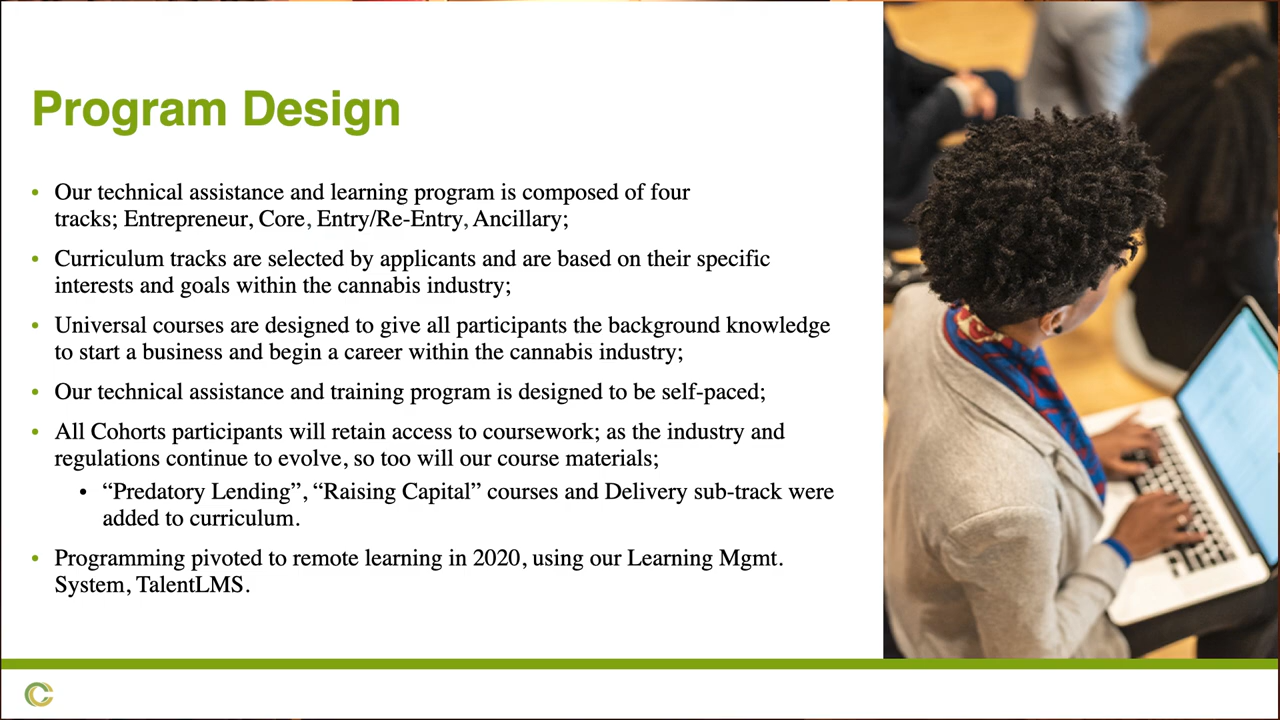 Program Design
• Our technical assistance and learning program is composed of four
tracks; Entrepreneur, Core, Entry/Re-Entry, Ancillary;
• Curriculum tracks are selected by applicants and are based on their specific
interests and goals within the cannabis industry;
• Universal courses are designed to give all participants the background knowledge
to start a business and begin a career within the cannabis industry;
• Our technical assistance and training program is designed to be self-paced;
• All Cohorts participants will retain access to coursework; as the industry and
regulations continue to evolve, so too will our course materials;
• “Predatory Lending”, “Raising Capital” courses and Delivery sub-track were
added to curriculum.
• Programming pivoted to remote learning in 2020, using our Learning Mgmt.
System, TalentLMS.